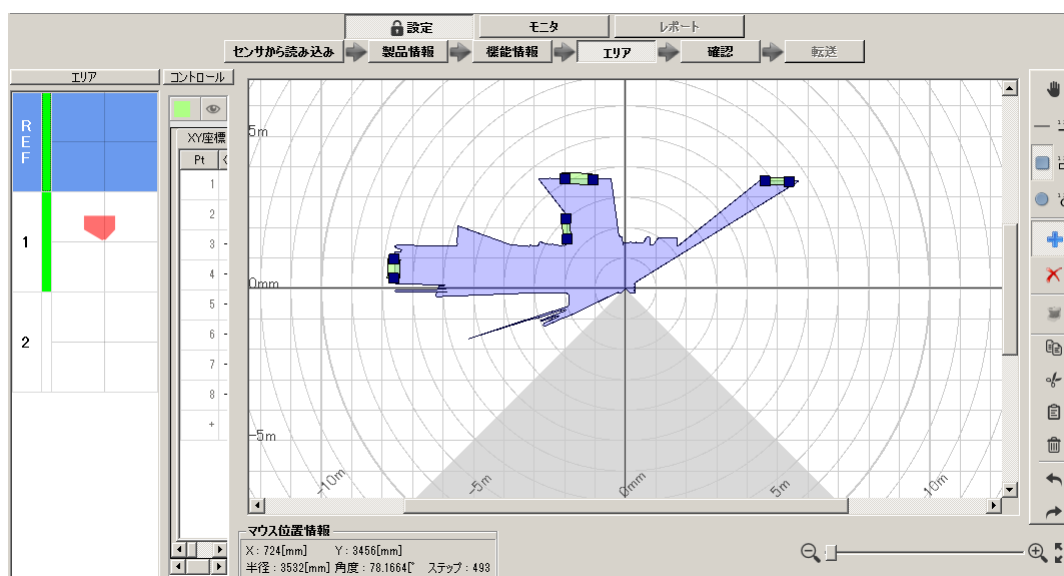 設定 モニタ レポート
センサから読み込み 製品情報 機能情報 エリア 確認 転送
エリア コントロール
REF
1
2
XY座標
Pt
1
2
3 -
4 -
5 -
6 -
7 -
8 -
+
5m
0mm
-5m
-10m -5m 0mm 5m 10m
マウス位置情報
X : 724[mm] Y : 3456[mm]
半径 : 3532[mm] 角度 : 78.1664[° ステップ : 493